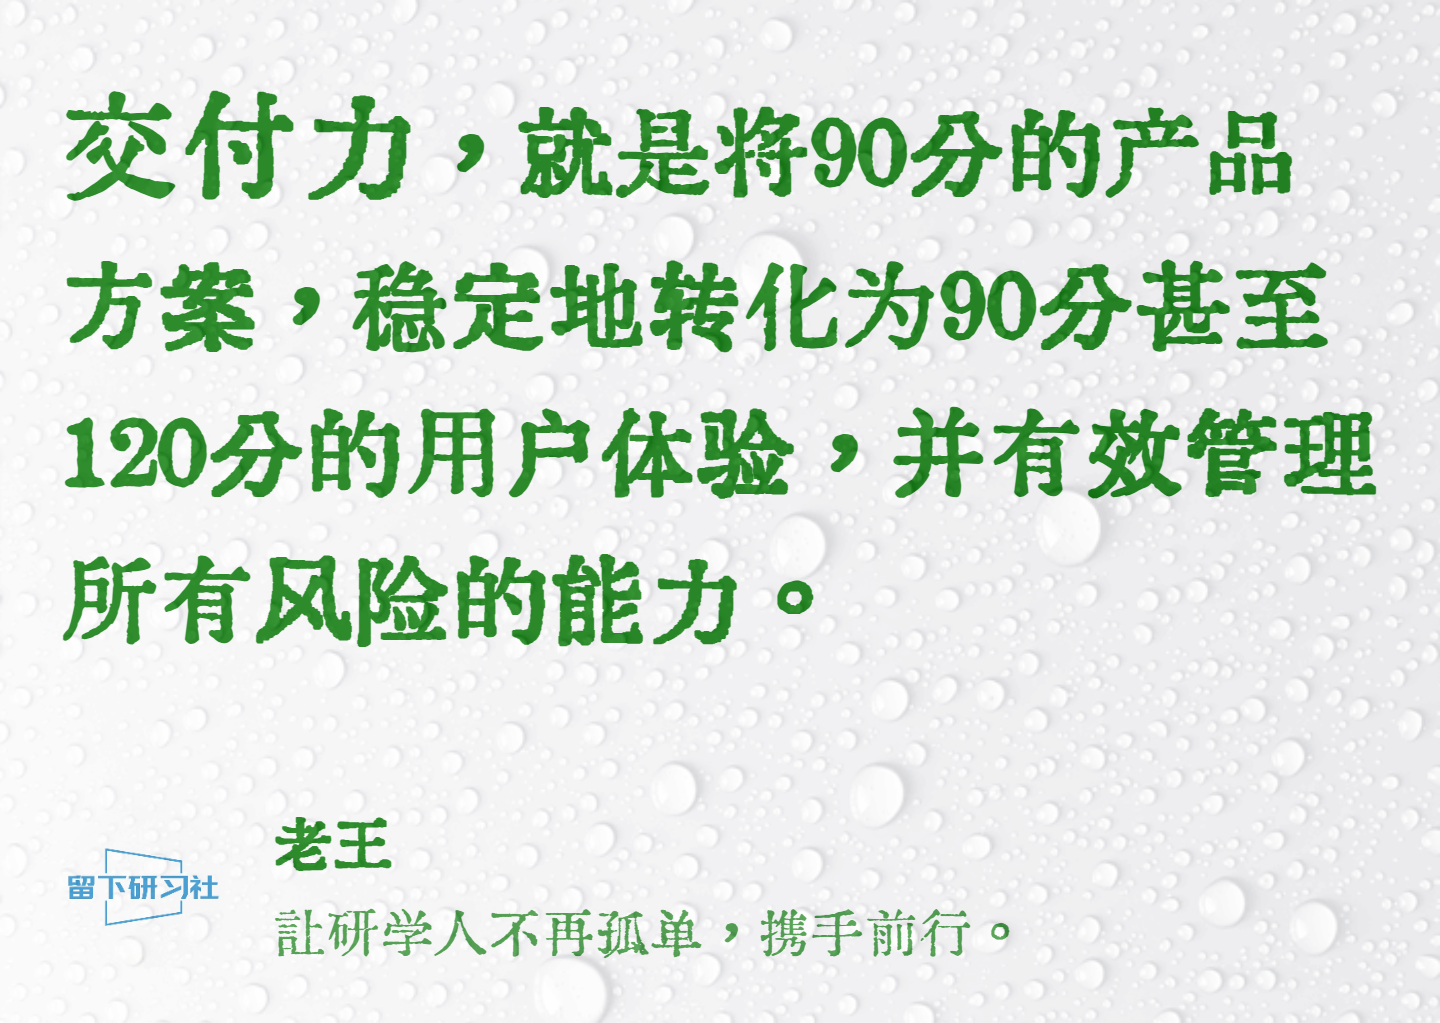 交付力，就是将90分的产品
方案，稳定地转化为90分甚至
120分的用户体验，并有效管理
所有风险的能力。
老王
留下研习社
訨研学人不再孤单，携手前行。